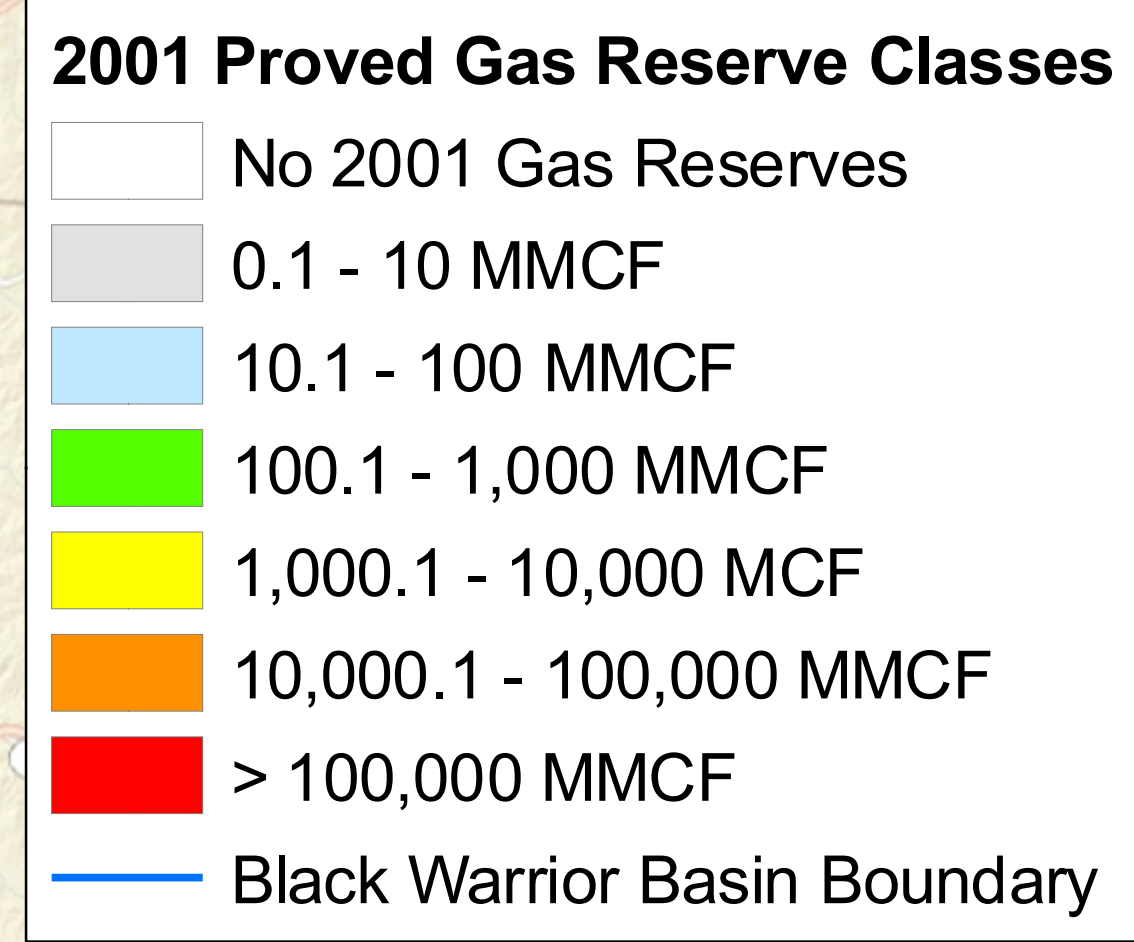 2001 Proved Gas Reserve Classes
No 2001 Gas Reserves
0.1 - 10 MMCF
10.1 - 100 MMCF
100.1 - 1,000 MMCF
1,000.1 - 10,000 MCF
10,000.1 - 100,000 MMCF
> 100,000 MMCF
Black Warrior Basin Boundary